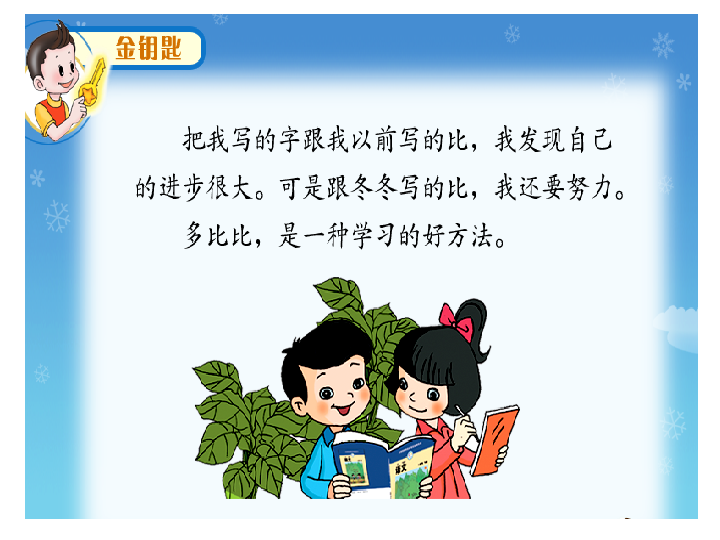 金钥匙
把我写的字跟我以前写的比，我发现自己
的进步很大。可是跟冬冬写的比，我还要努力。
多比比，是一种学习的好方法。
语文